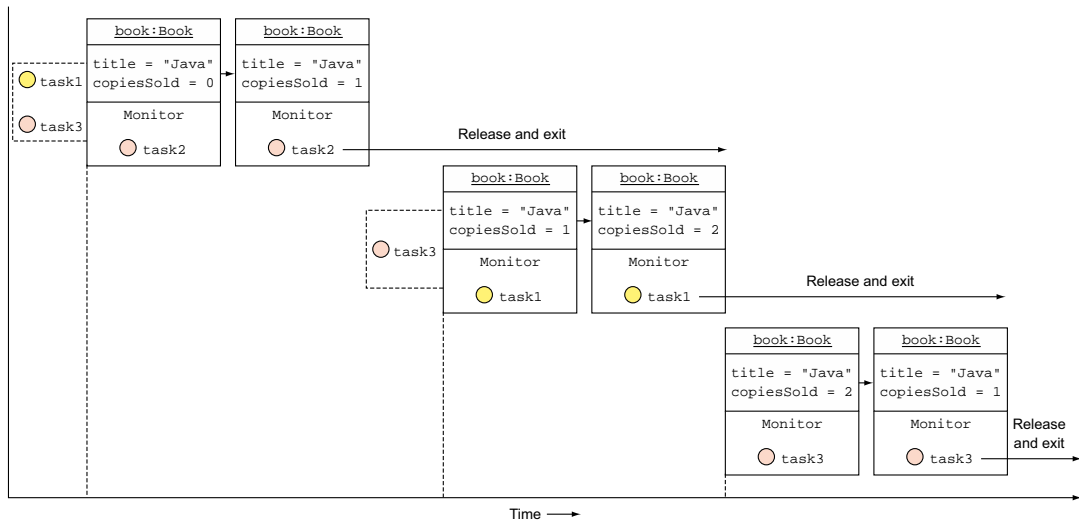 book:Book
title = "Java"
copiesSold = 0
Monitor
task2
task1
task3
book:Book
title = "Java"
copiesSold = 1
Monitor
task2
Release and exit
task3
book:Book
title = "Java"
copiesSold = 1
Monitor
task1
book:Book
title = "Java"
copiesSold = 2
Monitor
task1
Release and exit
book:Book
title = "Java"
copiesSold = 2
Monitor
task3
book:Book
title = "Java"
copiesSold = 1
Monitor
task3
Release
and exit
Time